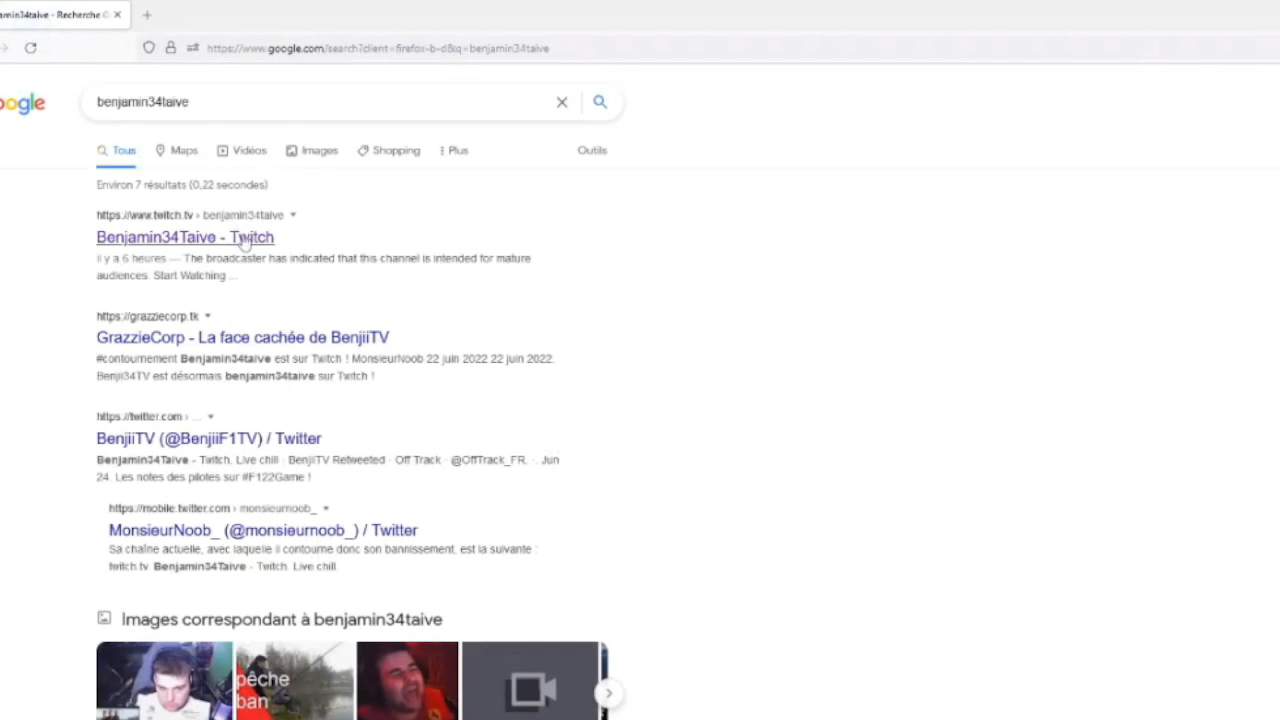 amin34taive - Recherche G
https://www.google.com/search?client=firefox-b-d&q=benjamin34taive
oogle
benjamin34taive
Tous
Maps
Vidéos
Images
Shopping
Plus
Outils
Environ 7 résultats (0,22 secondes)
https://www.twitch.tv › benjamin34taive
Benjamin34Taive - Twitch
il y a 6 heures — The broadcaster has indicated that this channel is intended for mature
audiences. Start Watching ...
https://grazziecorp.tk
GrazzieCorp - La face cachée de BenjiiTV
#contournement Benjamin34taive est sur Twitch ! MonsieurNoob 22 juin 2022 22 juin 2022.
Benji34TV est désormais benjamin34taive sur Twitch !
https://twitter.com › ...
BenjiiTV (@BenjiiF1TV) / Twitter
Benjamin34Taive - Twitch. Live chill · BenjiiTV Retweeted · Off Track · @OffTrack_FR. ·. Jun
24. Les notes des pilotes sur #F122Game !
https://mobile.twitter.com › monsieurnoob_
MonsieurNoob_ (@monsieurnoob_) / Twitter
Sa chaîne actuelle, avec laquelle il contourne donc son bannissement, est la suivante :
twitch.tv. Benjamin34Taive - Twitch. Live chill.
Images correspondant à benjamin34taive
pêche
ban